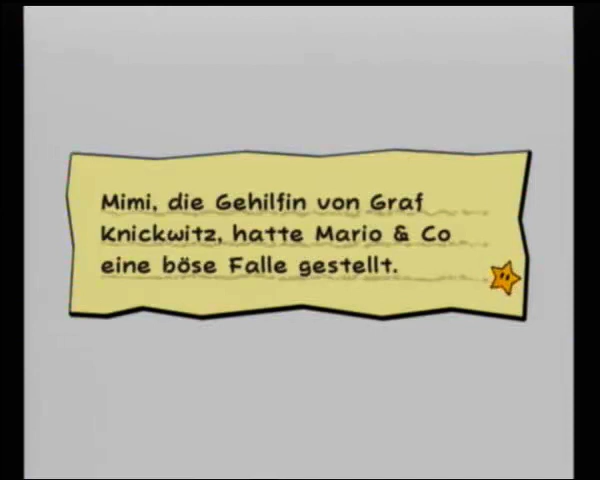 Mimi, die Gehilfin von Graf
Knickwitz, hatte Mario & Co
eine böse Falle gestellt.